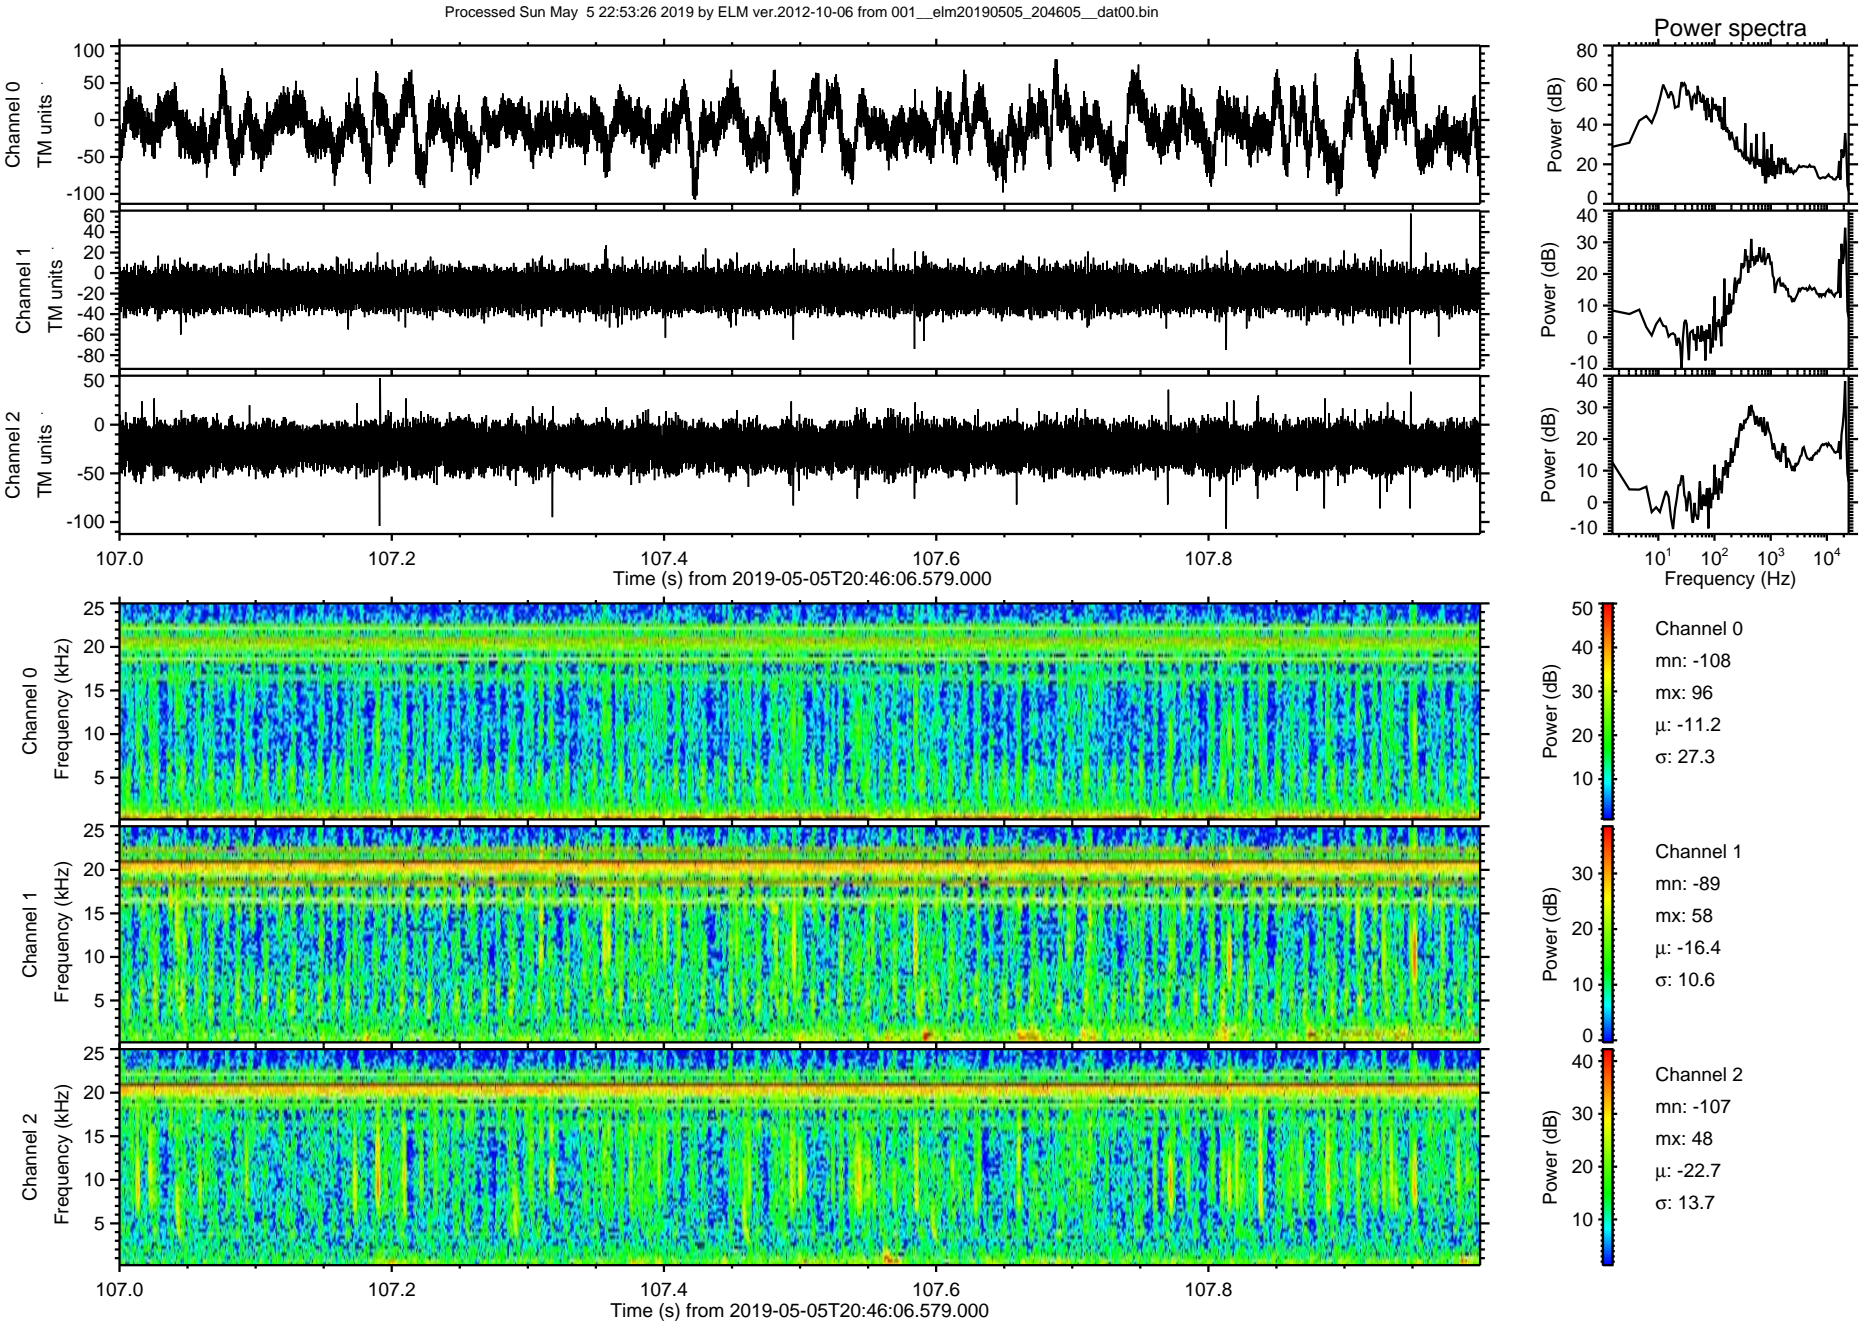 Processed Sun May  5 22:53:26 2019 by ELM ver.2012-10-06 from 001__elm20190505_204605__dat00.bin
Power spectra
Channel 0
TM units
100
50
0
-50
-100
Power (dB)
80
60
40
20
0
Channel 1
TM units
60
40
20
0
-20
-40
-60
-80
Power (dB)
40
30
20
10
0
-10
Channel 2
TM units
50
0
-50
-100
Power (dB)
40
30
20
10
0
-10
107.0 107.2 107.4 107.6 107.8
Time (s) from 2019-05-05T20:46:06.579.000
10¹ 10² 10³ 10⁴
Frequency (Hz)
Channel 0
Frequency (kHz)
25
20
15
10
5
Power (dB)
50
40
30
20
10
Channel 0
mn: -108
mx: 96
μ: -11.2
σ: 27.3
Channel 1
Frequency (kHz)
25
20
15
10
5
Power (dB)
30
20
10
0
Channel 1
mn: -89
mx: 58
μ: -16.4
σ: 10.6
Channel 2
Frequency (kHz)
25
20
15
10
5
Power (dB)
40
30
20
10
Channel 2
mn: -107
mx: 48
μ: -22.7
σ: 13.7
107.0 107.2 107.4 107.6 107.8
Time (s) from 2019-05-05T20:46:06.579.000